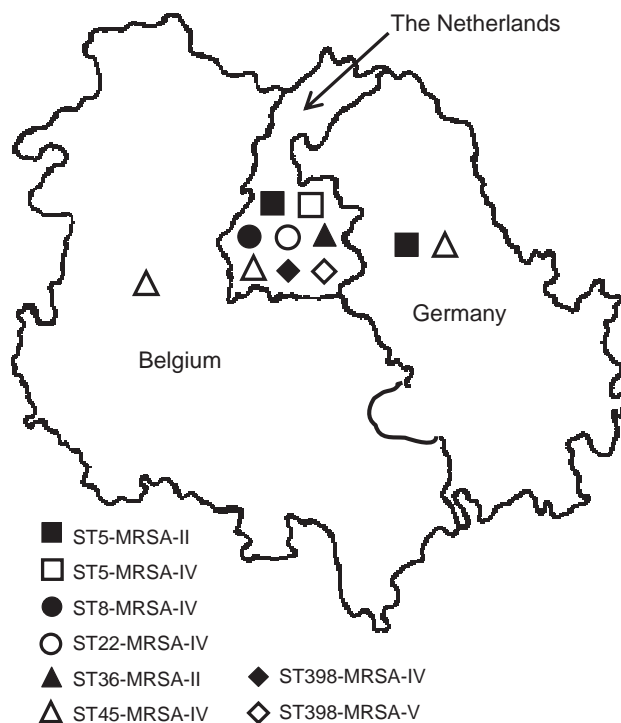 The Netherlands
Germany
Belgium
ST5-MRSA-II
ST5-MRSA-IV
ST8-MRSA-IV
ST22-MRSA-IV
ST36-MRSA-II
ST398-MRSA-IV
ST45-MRSA-IV
ST398-MRSA-V